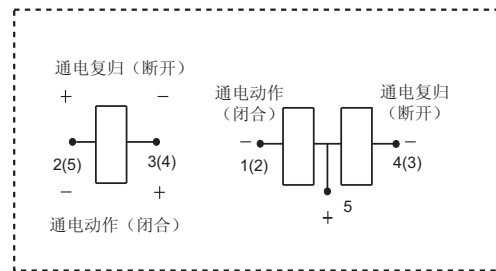 通电复归（断开）
+ −
2(5) 3(4)
− +
通电动作（闭合）
通电动作
（闭合）
通电复归
（断开）
− −
1(2) 4(3)
5
+